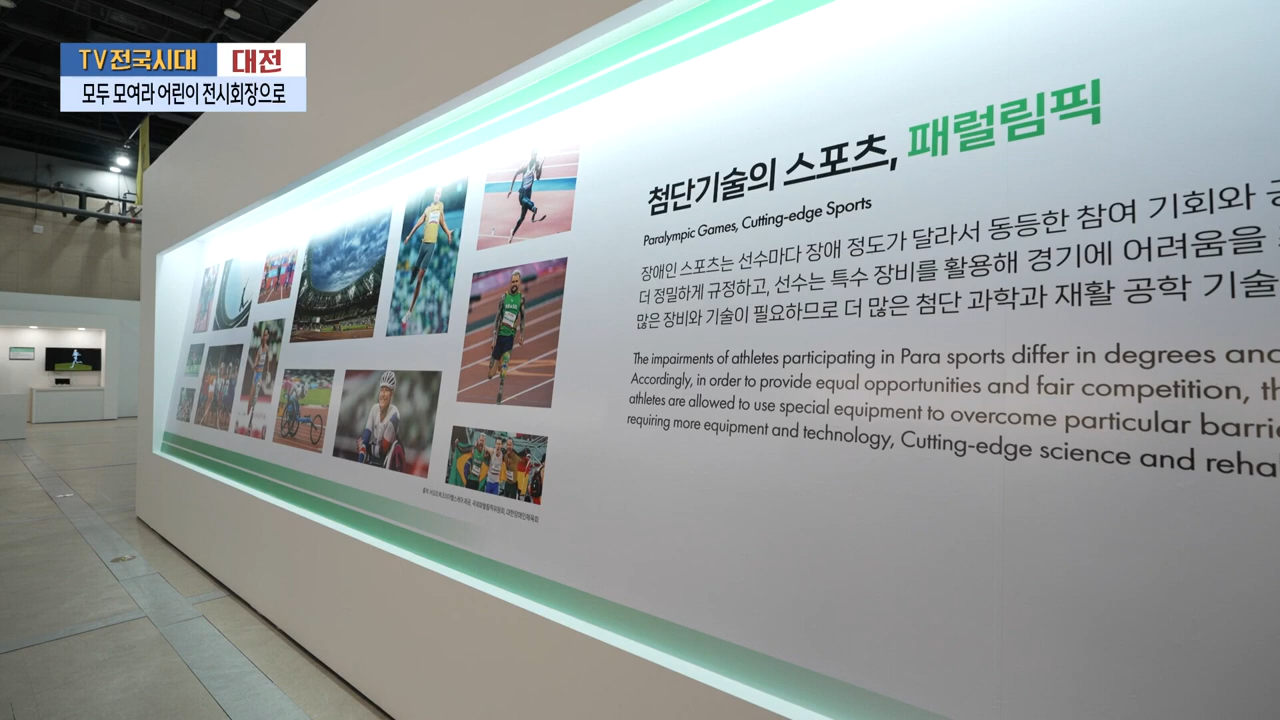 TV전국시대 대전
모두 모여라 어린이 전시회장으로
첨단기술의 스포츠, 패럴림픽
Paralympic Games, Cutting-edge Sports
장애인 스포츠는 선수마다 장애 정도가 달라서 동등한 참여 기회와
더 정밀하게 규정하고, 선수는 특수 장비를 활용해 경기에 어려움을
많은 장비와 기술이 필요하므로 더 많은 첨단 과학과 재활 공학 기술
The impairments of athletes participating in Para sports differ in degrees and
Accordingly, in order to provide equal opportunities and fair competition,
athletes are allowed to use special equipment to overcome particular
requiring more equipment and technology, Cutting-edge science and
BRASIL